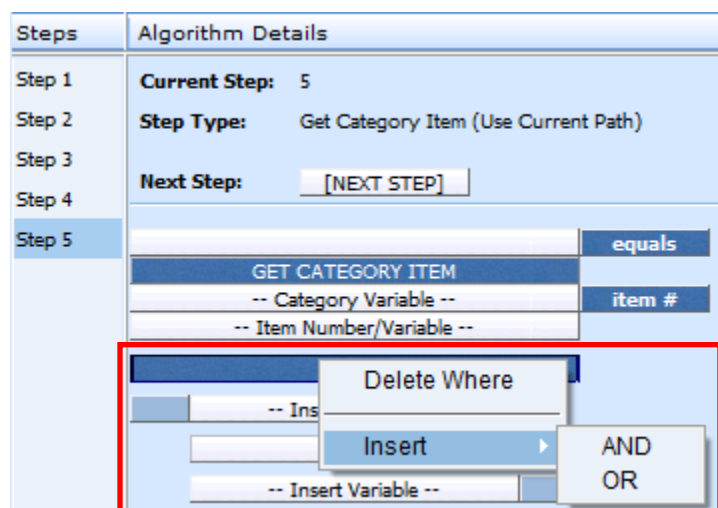 Steps
Algorithm Details
Step 1
Step 2
Step 3
Step 4
Step 5
Current Step: 5
Step Type: Get Category Item (Use Current Path)
Next Step: [NEXT STEP]
equals
GET CATEGORY ITEM
-- Category Variable -- item #
-- Item Number/Variable --
Delete Where
-- Ins
Insert
AND
OR
-- Insert Variable --